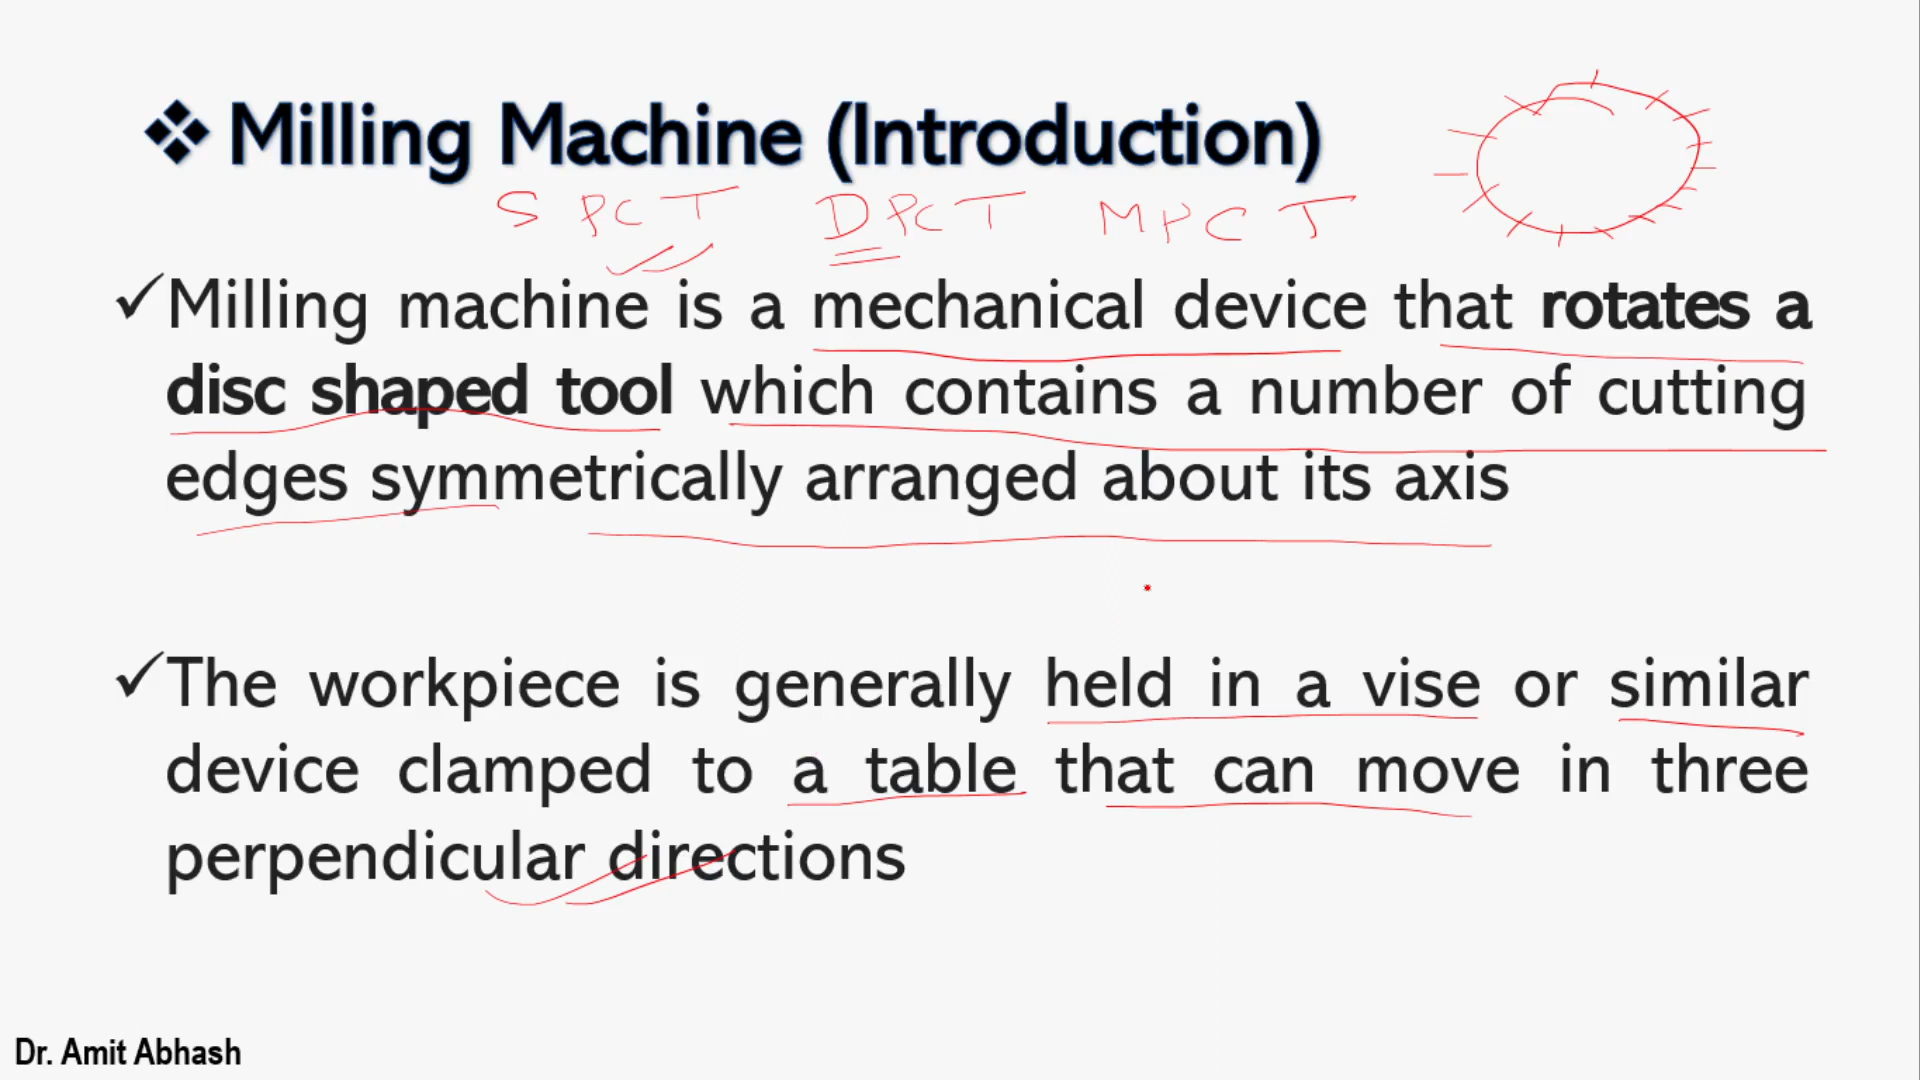 ❖ Milling Machine (Introduction)
SPCT DPCT MPCT
✓Milling machine is a mechanical device that rotates a
disc shaped tool which contains a number of cutting
edges symmetrically arranged about its axis
✓The workpiece is generally held in a vise or similar
device clamped to a table that can move in three
perpendicular directions
Dr. Amit Abhash